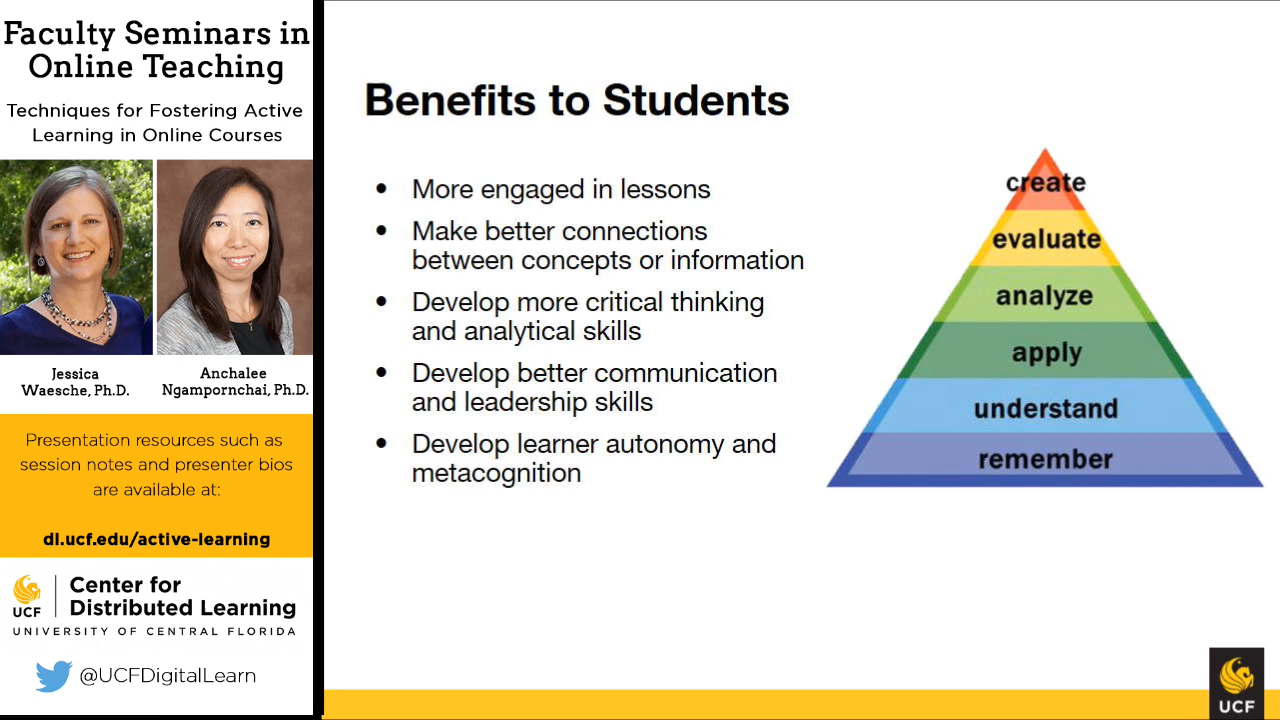 Faculty Seminars in
Online Teaching
Techniques for Fostering Active
Learning in Online Courses
Jessica
Waesche, Ph.D.
Anchalee
Ngampornchai, Ph.D.
Presentation resources such as
session notes and presenter bios
are available at:
dl.ucf.edu/active-learning
UCF
Center for
Distributed Learning
UNIVERSITY OF CENTRAL FLORIDA
@UCFDigitalLearn
Benefits to Students
• More engaged in lessons
• Make better connections
between concepts or information
• Develop more critical thinking
and analytical skills
• Develop better communication
and leadership skills
• Develop learner autonomy and
metacognition
create
evaluate
analyze
apply
understand
remember
UCF